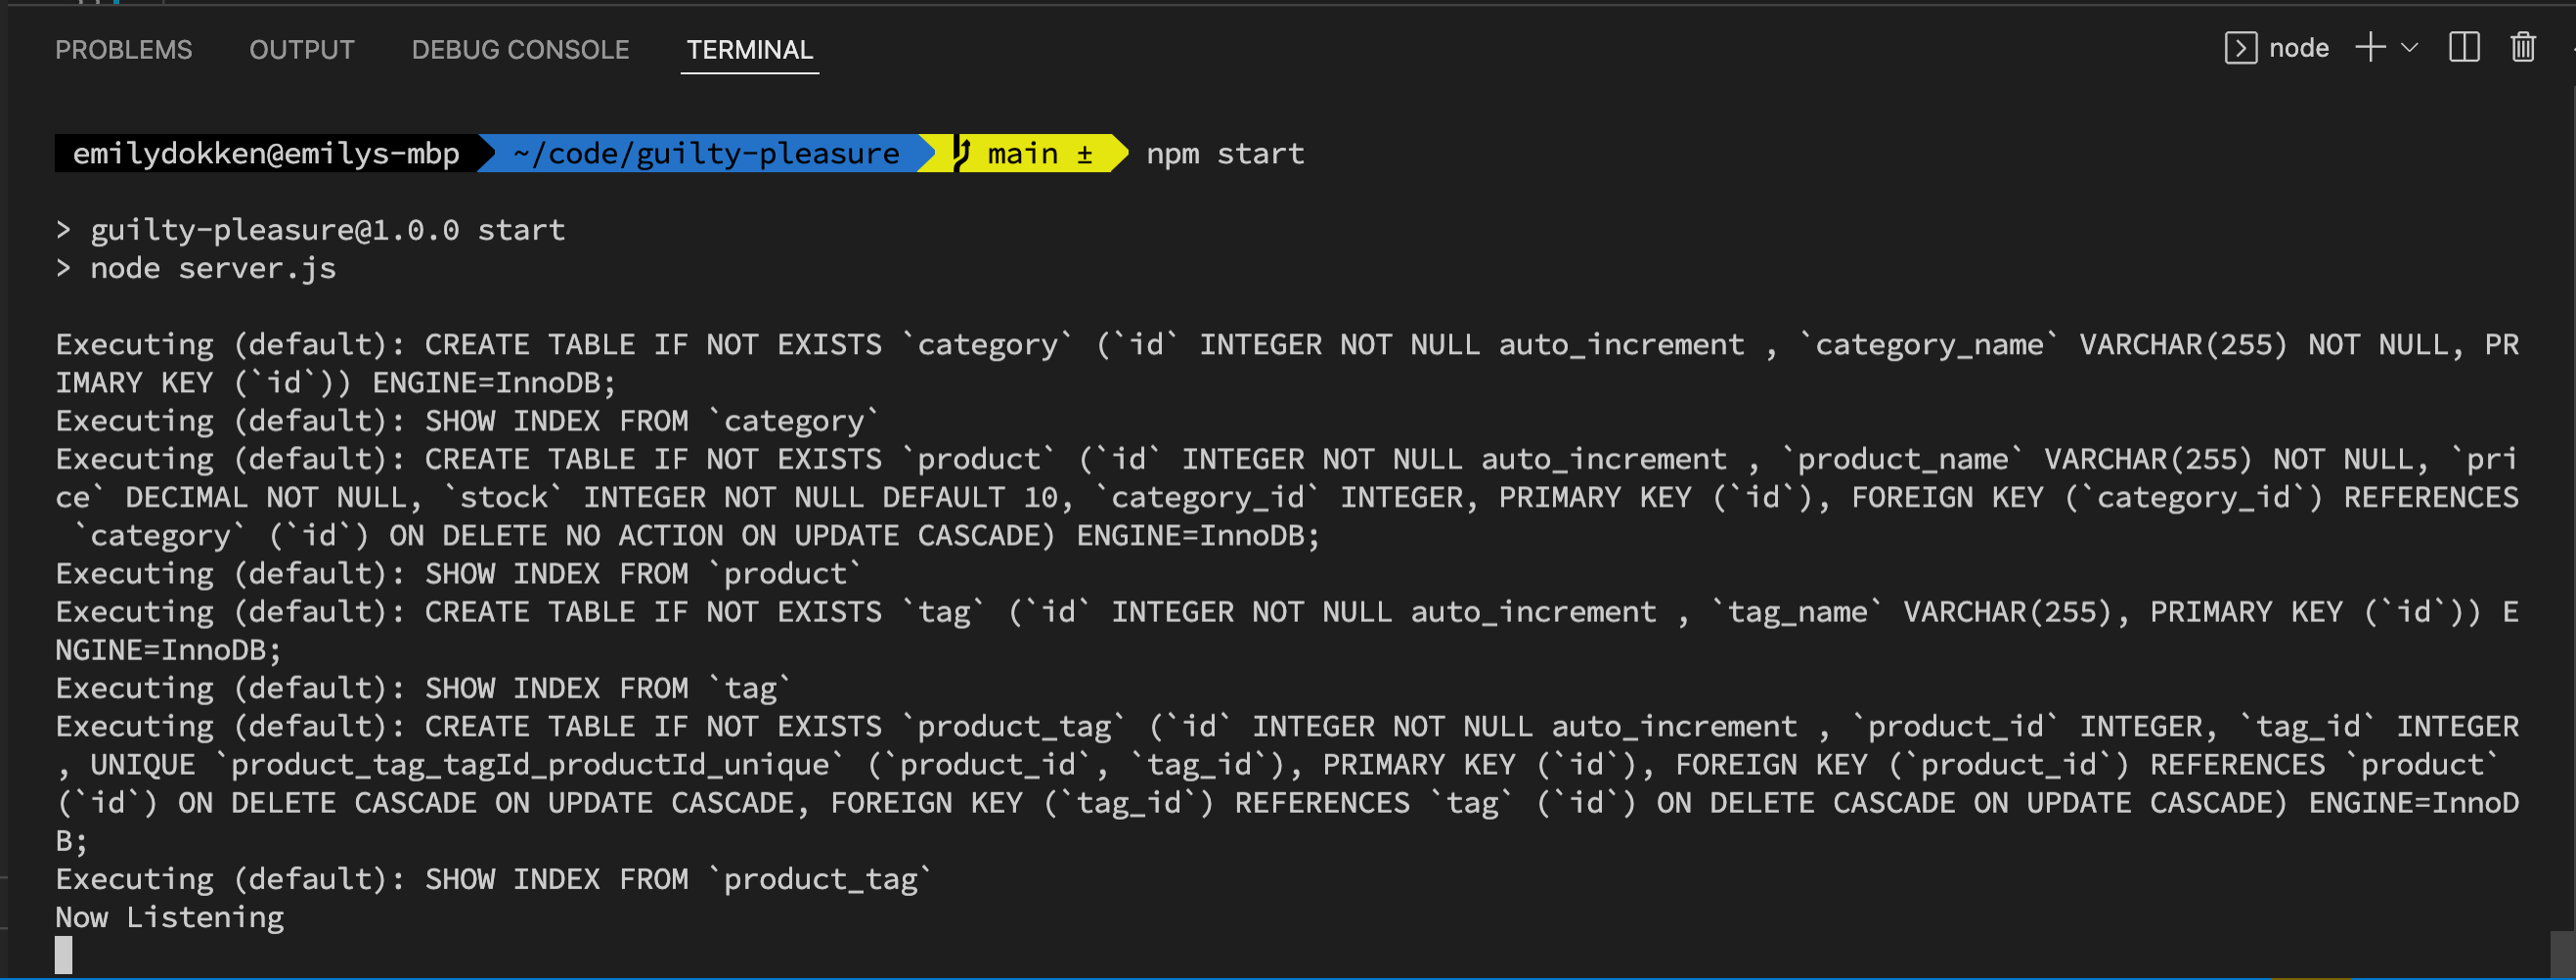 PROBLEMS OUTPUT DEBUG CONSOLE TERMINAL node
emilydokken@emilys-mbp ~/code/guilty-pleasure main ± npm start
> guilty-pleasure@1.0.0 start
> node server.js
Executing (default): CREATE TABLE IF NOT EXISTS `category` (`id` INTEGER NOT NULL auto_increment , `category_name` VARCHAR(255) NOT NULL, PR
IMARY KEY (`id`)) ENGINE=InnoDB;
Executing (default): SHOW INDEX FROM `category`
Executing (default): CREATE TABLE IF NOT EXISTS `product` (`id` INTEGER NOT NULL auto_increment , `product_name` VARCHAR(255) NOT NULL, `pri
ce` DECIMAL NOT NULL, `stock` INTEGER NOT NULL DEFAULT 10, `category_id` INTEGER, PRIMARY KEY (`id`), FOREIGN KEY (`category_id`) REFERENCES
 `category` (`id`) ON DELETE NO ACTION ON UPDATE CASCADE) ENGINE=InnoDB;
Executing (default): SHOW INDEX FROM `product`
Executing (default): CREATE TABLE IF NOT EXISTS `tag` (`id` INTEGER NOT NULL auto_increment , `tag_name` VARCHAR(255), PRIMARY KEY (`id`)) E
NGINE=InnoDB;
Executing (default): SHOW INDEX FROM `tag`
Executing (default): CREATE TABLE IF NOT EXISTS `product_tag` (`id` INTEGER NOT NULL auto_increment , `product_id` INTEGER, `tag_id` INTEGER
, UNIQUE `product_tag_tagId_productId_unique` (`product_id`, `tag_id`), PRIMARY KEY (`id`), FOREIGN KEY (`product_id`) REFERENCES `product`
(`id`) ON DELETE CASCADE ON UPDATE CASCADE, FOREIGN KEY (`tag_id`) REFERENCES `tag` (`id`) ON DELETE CASCADE ON UPDATE CASCADE) ENGINE=InnoD
B;
Executing (default): SHOW INDEX FROM `product_tag`
Now Listening